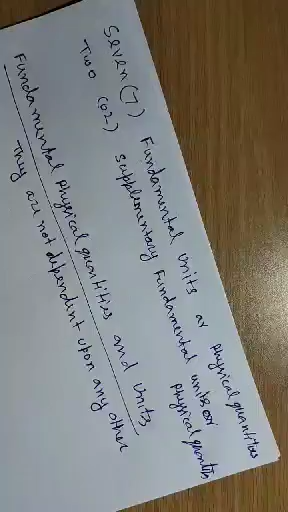 Seven (7) Fundamental units or physical quantities
Two (02) supplementary Fundamental units or physical quantities
Fundamental physical quantities and units
They are not dependent upon any other